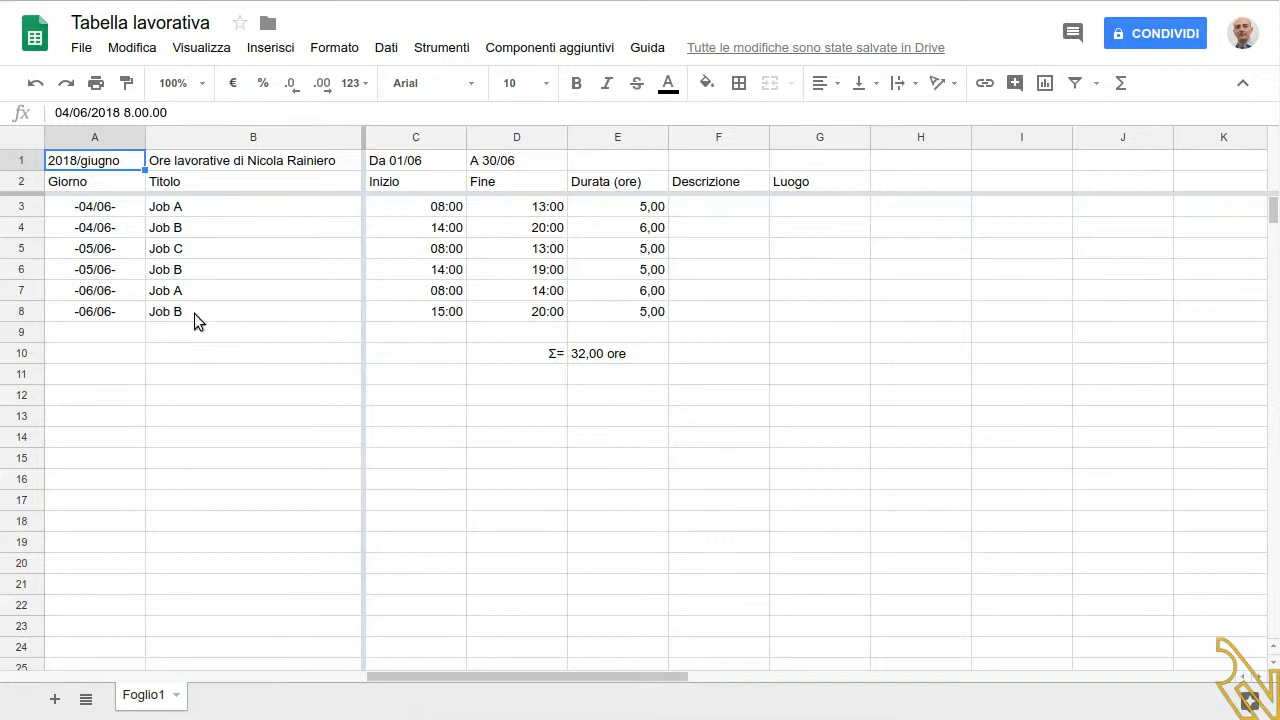 Tabella lavorativa
File Modifica Visualizza Inserisci Formato Dati Strumenti Componenti aggiuntivi Guida Tutte le modifiche sono state salvate in Drive
CONDIVIDI
100% € % .0 .00 123 Arial 10 B I S A Σ
fx 04/06/2018 8.00.00
A B C D E F G H I J K
1 2018/giugno Ore lavorative di Nicola Rainiero Da 01/06 A 30/06
2 Giorno Titolo Inizio Fine Durata (ore) Descrizione Luogo
3 -04/06- Job A 08:00 13:00 5,00
4 -04/06- Job B 14:00 20:00 6,00
5 -05/06- Job C 08:00 13:00 5,00
6 -05/06- Job B 14:00 19:00 5,00
7 -06/06- Job A 08:00 14:00 6,00
8 -06/06- Job B 15:00 20:00 5,00
9
10 Σ= 32,00 ore
11
12
13
14
15
16
17
18
19
20
21
22
23
24
25
Foglio1